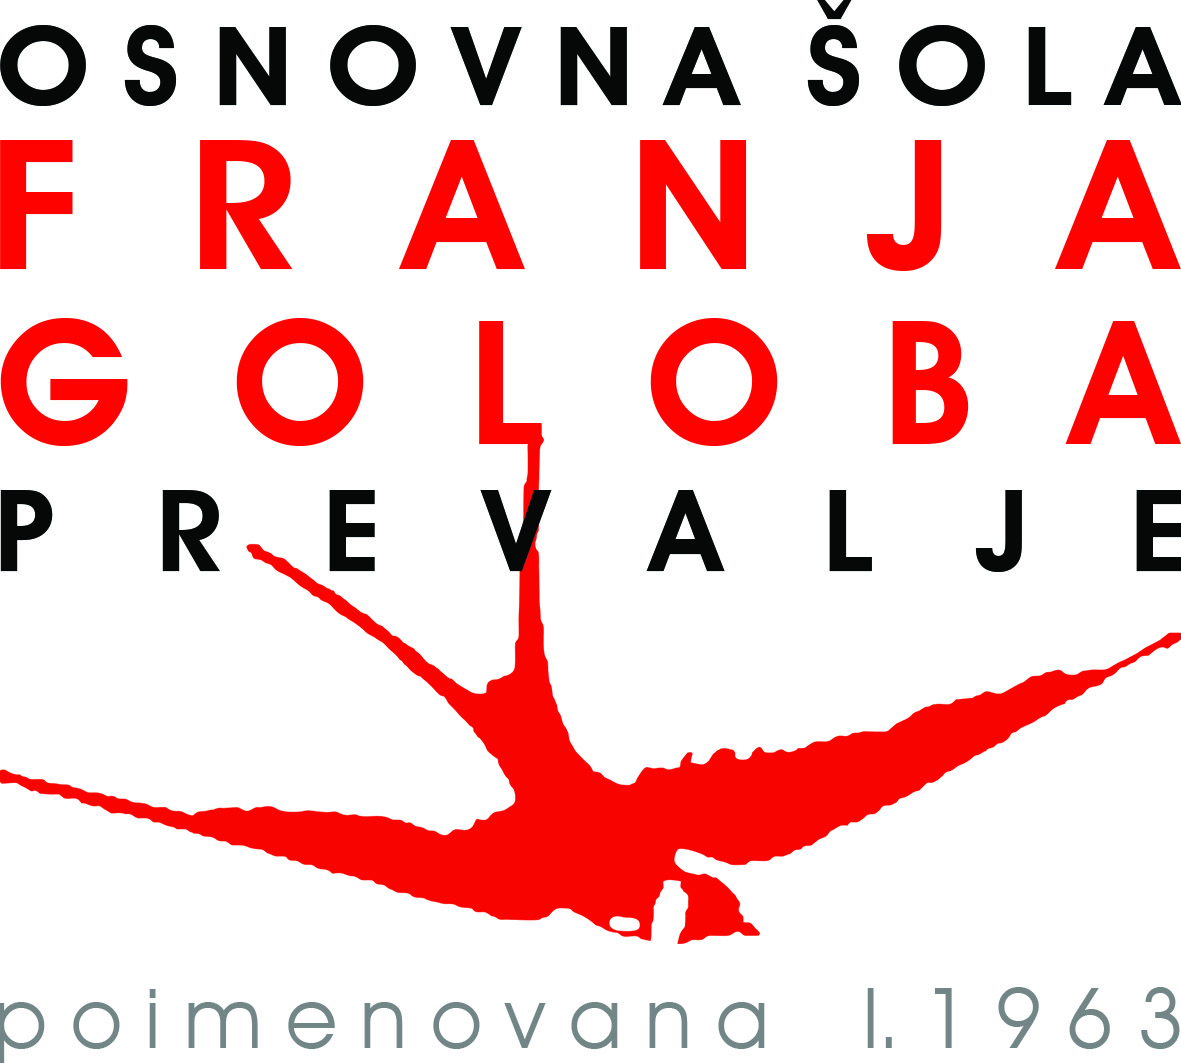 OSNOVNA ŠOLA
FRANJA
GOLOBA
PREVALJE
poimenovana l.1963